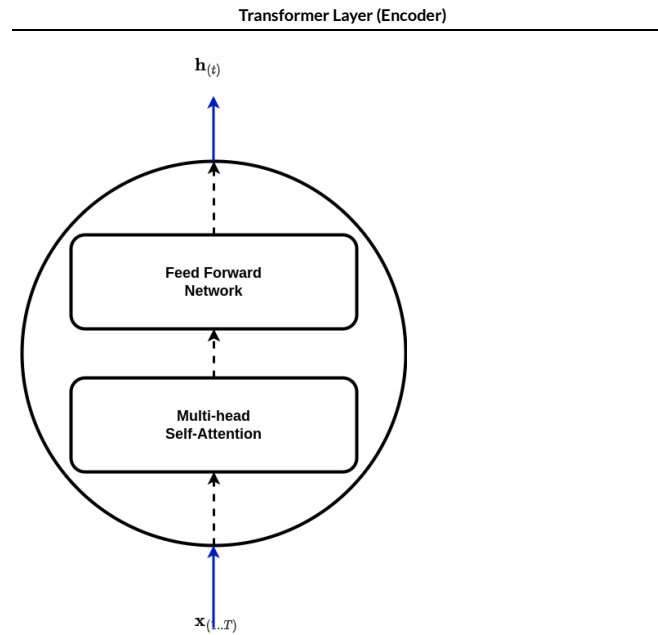 Transformer Layer (Encoder)
h(t)
Feed Forward
Network
Multi-head
Self-Attention
x(1...T)